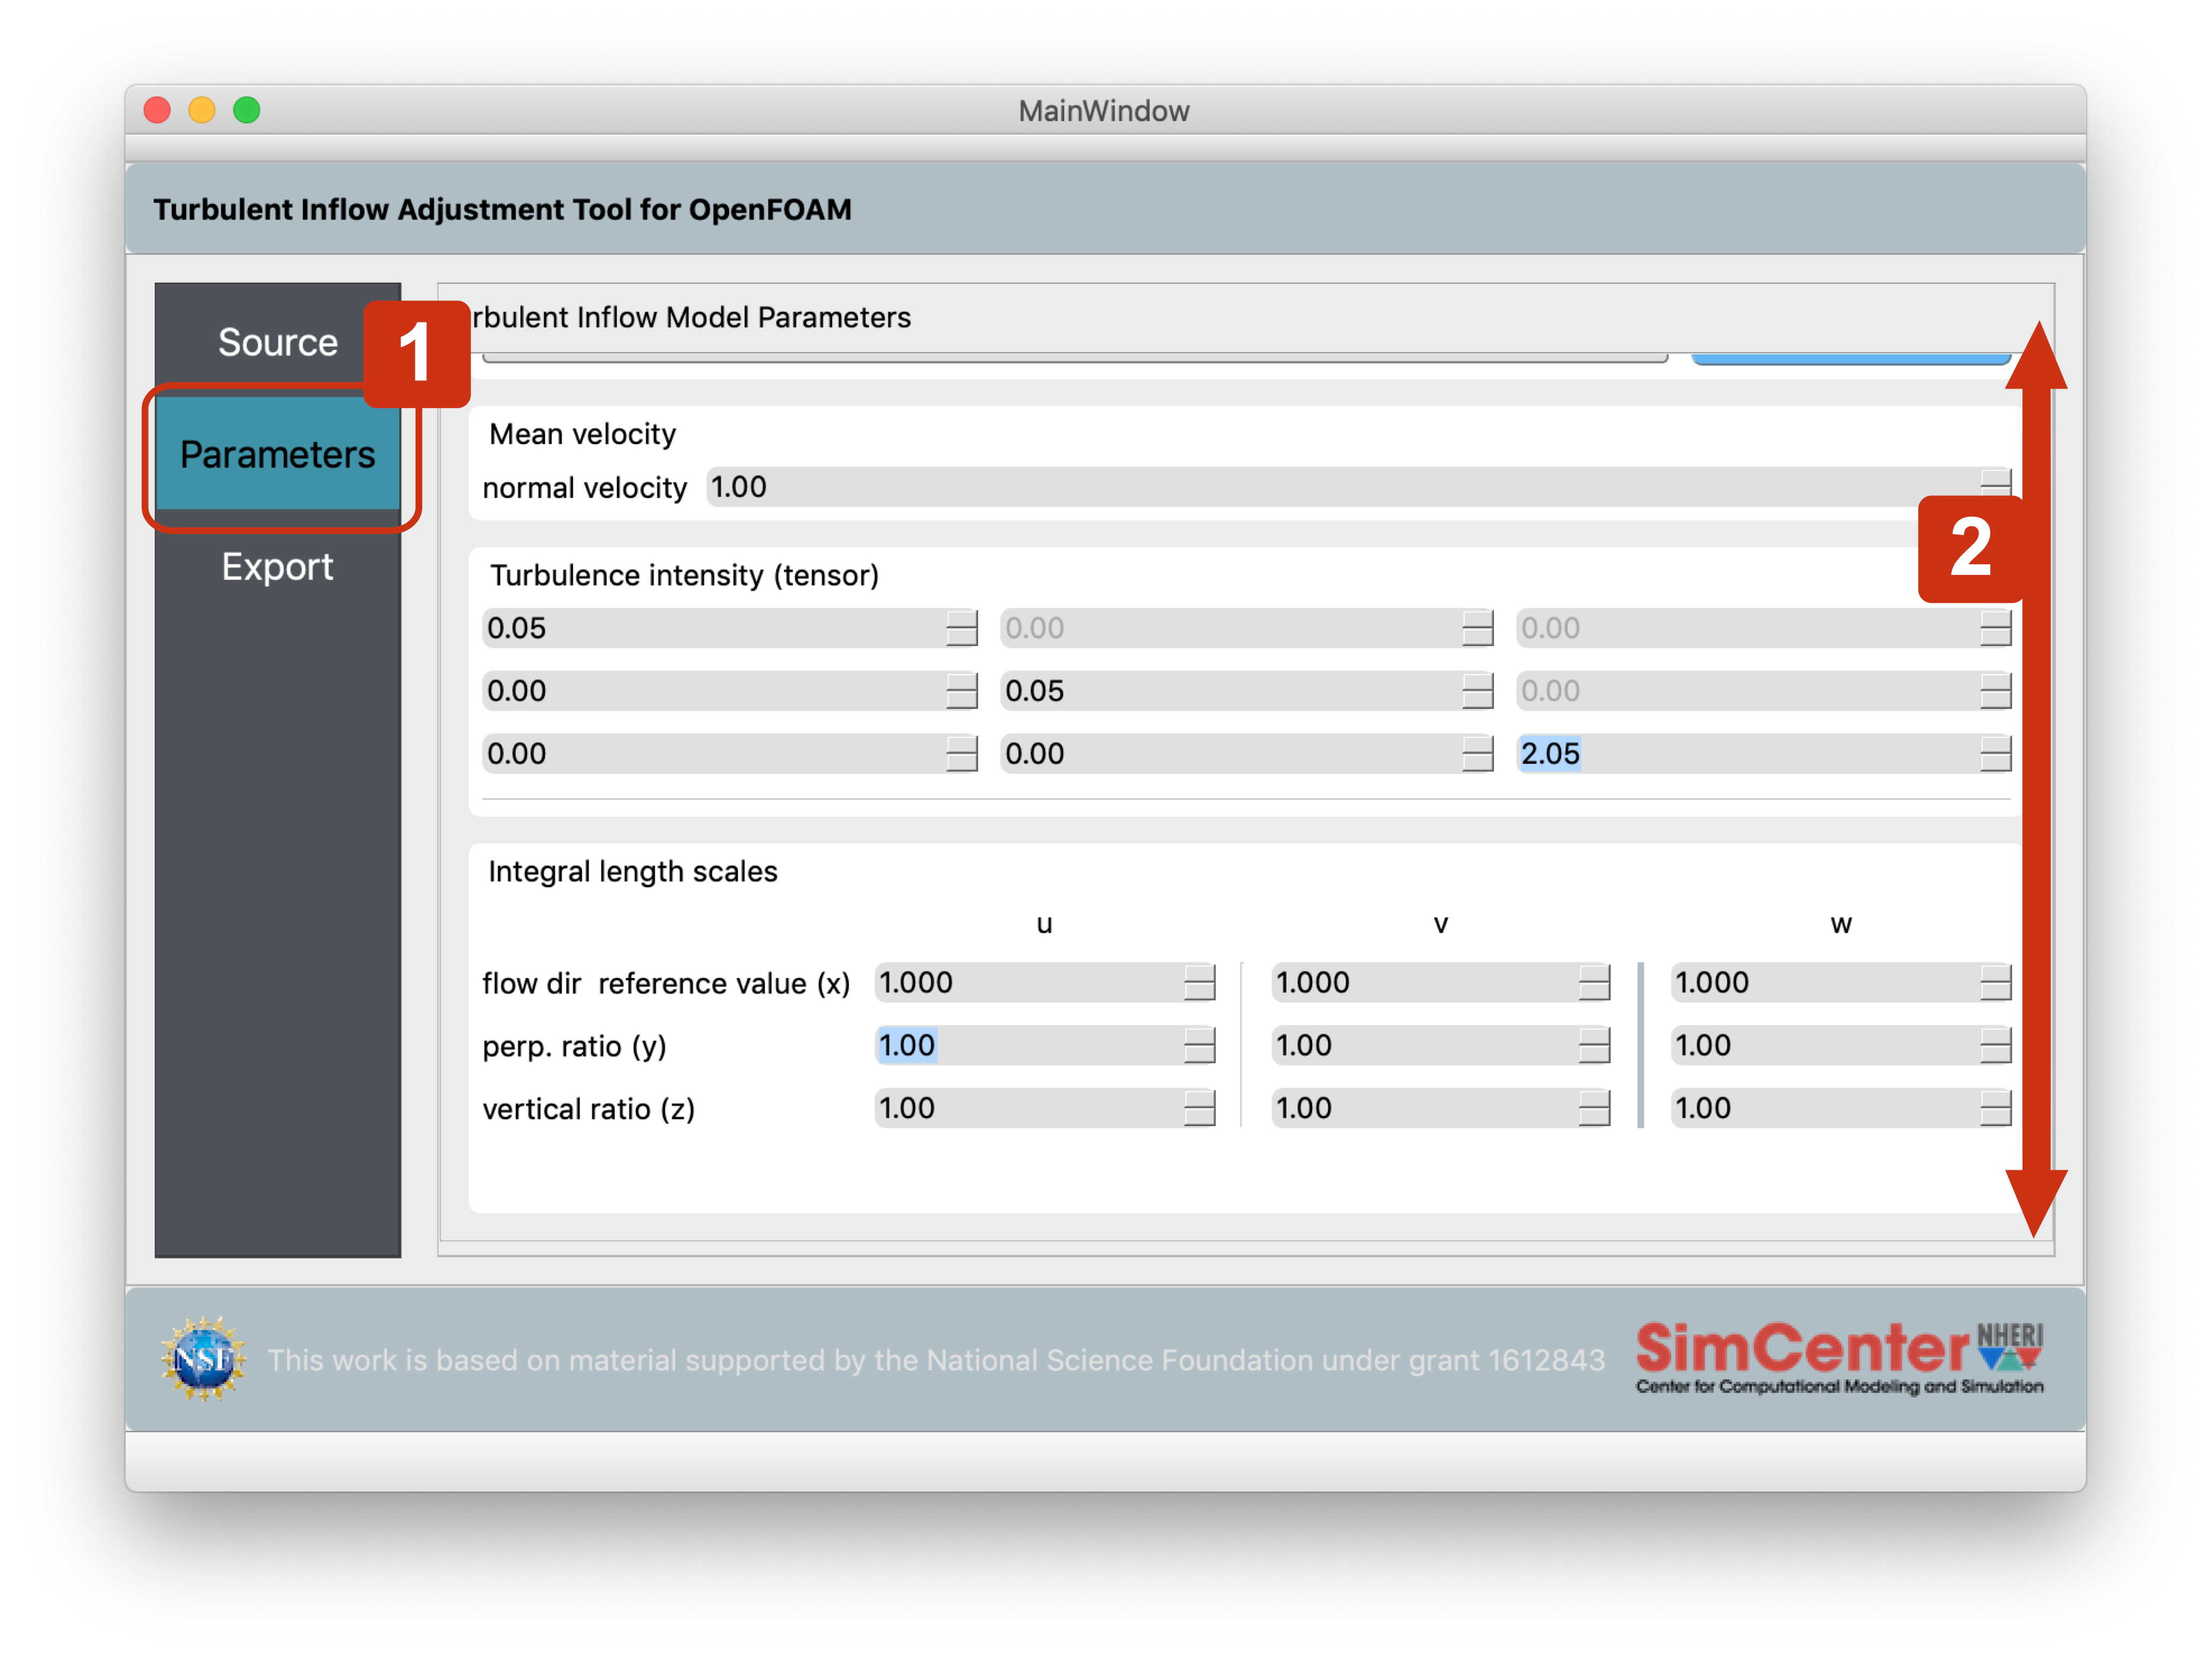 MainWindow
Turbulent Inflow Adjustment Tool for OpenFOAM
Source
1
rbulent Inflow Model Parameters
Parameters
Export
Mean velocity
normal velocity 1.00
2
Turbulence intensity (tensor)
0.05 0.00 0.00
0.00 0.05 0.00
0.00 0.00 2.05
Integral length scales
u v w
flow dir reference value (x) 1.000 1.000 1.000
perp. ratio (y) 1.00 1.00 1.00
vertical ratio (z) 1.00 1.00 1.00
NSF
This work is based on material supported by the National Science Foundation under grant 1612843
SimCenter NHERI
Center for Computational Modeling and Simulation